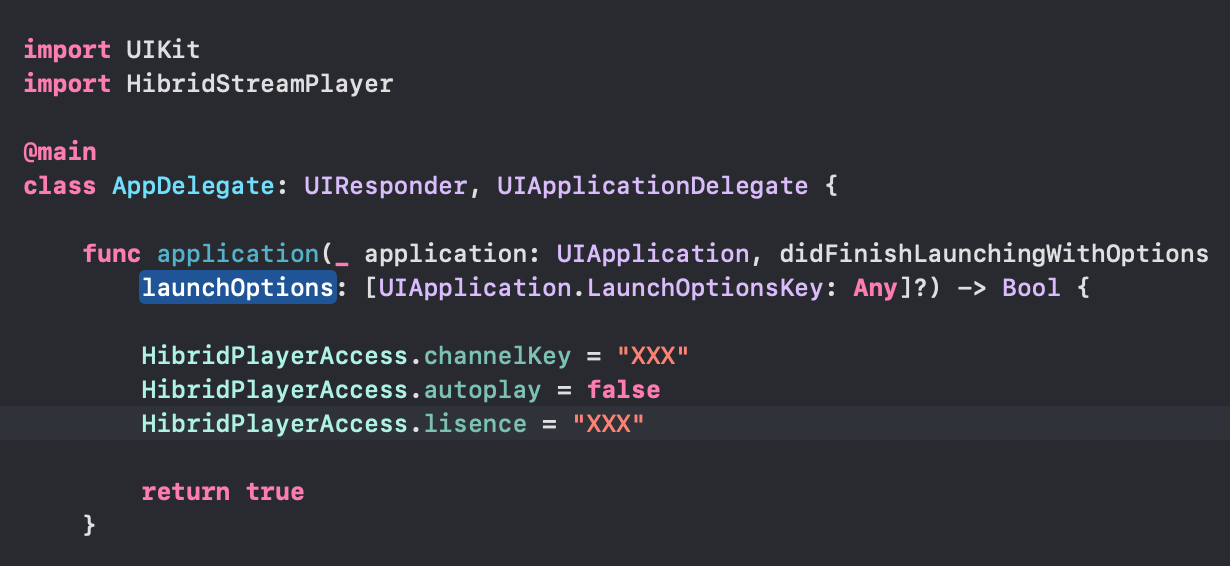 import UIKit
import HibridStreamPlayer
@main
class AppDelegate: UIResponder, UIApplicationDelegate {
func application(_ application: UIApplication, didFinishLaunchingWithOptions
launchOptions: [UIApplication.LaunchOptionsKey: Any]?) -> Bool {
HibridPlayerAccess.channelKey = "XXX"
HibridPlayerAccess.autoplay = false
HibridPlayerAccess.lisence = "XXX"
return true
}